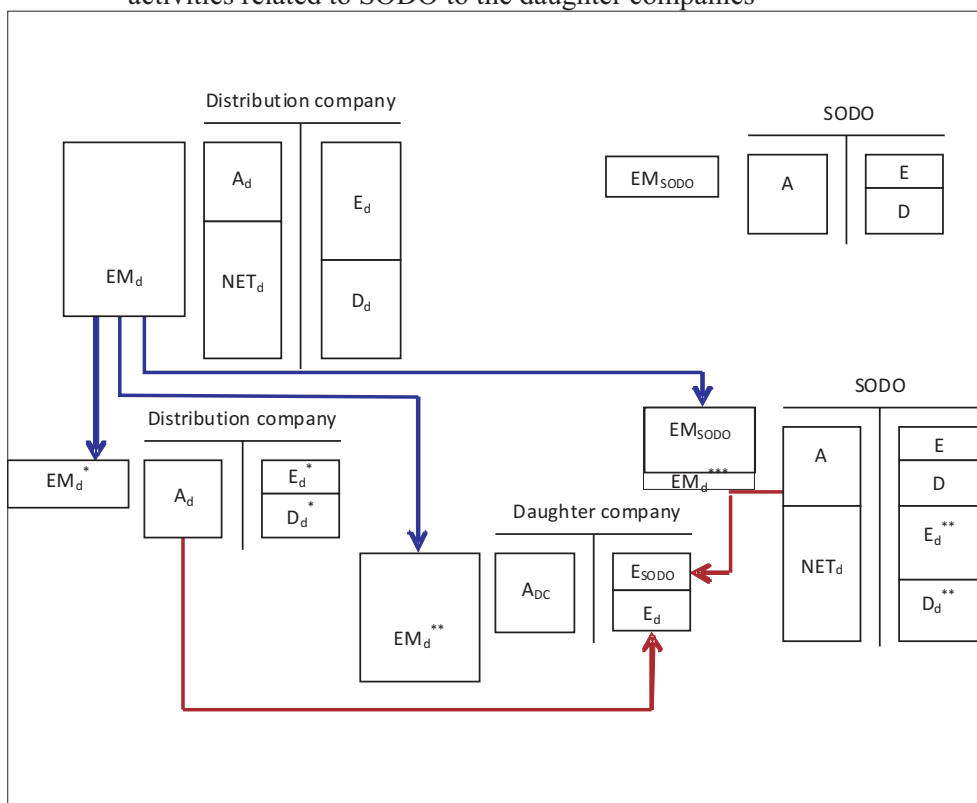 activities related to SODO to the daughter companies
Distribution company
SODO
EM_d
A_d
NET_d
E_d
D_d
EM_SODO
A
E
D
Distribution company
EM_d^*
A_d
E_d^*
D_d^*
EM_SODO
EM_d^***
SODO
A
NET_d
E
D
E_d^**
D_d^**
Daughter company
EM_d^**
A_DC
E_SODO
E_d